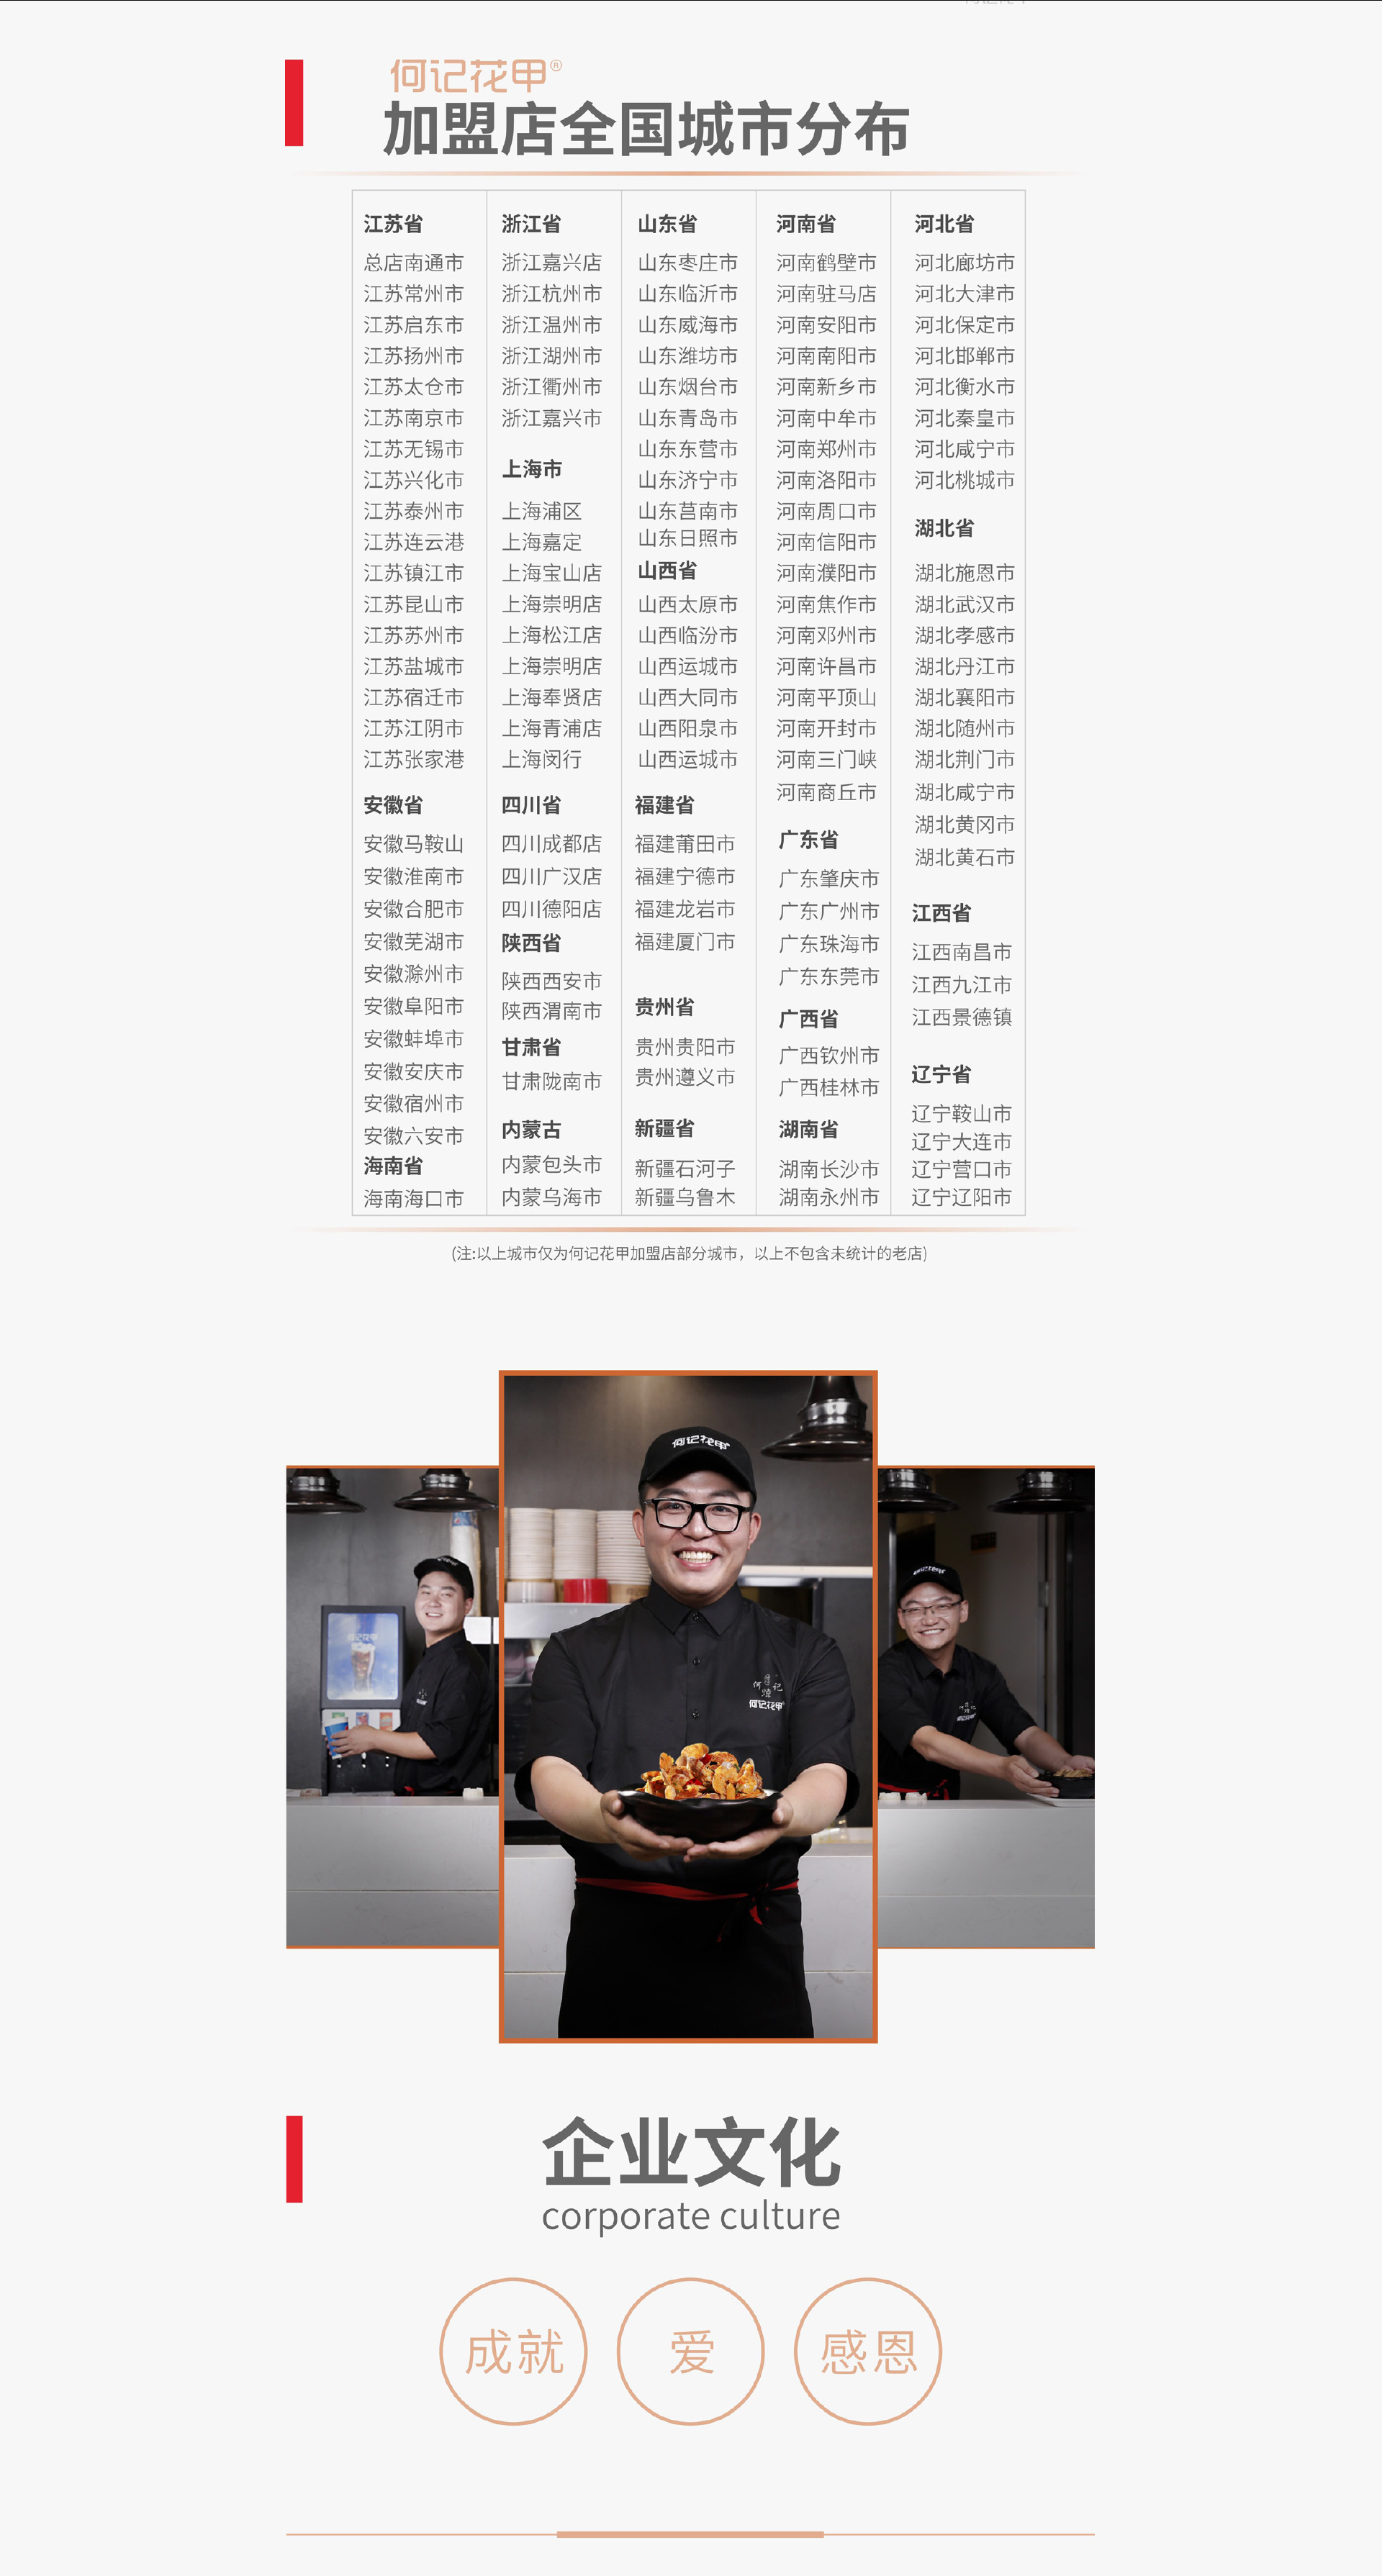 何记花甲®
加盟店全国城市分布
江苏省
总店南通市
江苏常州市
江苏启东市
江苏扬州市
江苏太仓市
江苏南京市
江苏无锡市
江苏兴化市
江苏泰州市
江苏连云港
江苏镇江市
江苏昆山市
江苏苏州市
江苏盐城市
江苏宿迁市
江苏江阴市
江苏张家港
安徽省
安徽马鞍山
安徽淮南市
安徽合肥市
安徽芜湖市
安徽滁州市
安徽阜阳市
安徽蚌埠市
安徽安庆市
安徽宿州市
安徽六安市
海南省
海南海口市
浙江省
浙江嘉兴店
浙江杭州市
浙江温州市
浙江湖州市
浙江衢州市
浙江嘉兴市
上海市
上海浦区
上海嘉定
上海宝山店
上海崇明店
上海松江店
上海崇明店
上海奉贤店
上海青浦店
上海闵行
四川省
四川成都店
四川广汉店
四川德阳店
陕西省
陕西西安市
陕西渭南市
甘肃省
甘肃陇南市
内蒙古
内蒙包头市
内蒙乌海市
山东省
山东枣庄市
山东临沂市
山东威海市
山东潍坊市
山东烟台市
山东青岛市
山东东营市
山东济宁市
山东莒南市
山东日照市
山西省
山西太原市
山西临汾市
山西运城市
山西大同市
山西阳泉市
山西运城市
福建省
福建莆田市
福建宁德市
福建龙岩市
福建厦门市
贵州省
贵州贵阳市
贵州遵义市
新疆省
新疆石河子
新疆乌鲁木
河南省
河南鹤壁市
河南驻马店
河南安阳市
河南南阳市
河南新乡市
河南中牟市
河南郑州市
河南洛阳市
河南周口市
河南信阳市
河南濮阳市
河南焦作市
河南邓州市
河南许昌市
河南平顶山
河南开封市
河南三门峡
河南商丘市
广东省
广东肇庆市
广东广州市
广东珠海市
广东东莞市
广西省
广西钦州市
广西桂林市
湖南省
湖南长沙市
湖南永州市
河北省
河北廊坊市
河北大津市
河北保定市
河北邯郸市
河北衡水市
河北秦皇市
河北咸宁市
河北桃城市
湖北省
湖北施恩市
湖北武汉市
湖北孝感市
湖北丹江市
湖北襄阳市
湖北随州市
湖北荆门市
湖北咸宁市
湖北黄冈市
湖北黄石市
江西省
江西南昌市
江西九江市
江西景德镇
辽宁省
辽宁鞍山市
辽宁大连市
辽宁营口市
辽宁辽阳市
(注:以上城市仅为何记花甲加盟店部分城市，以上不包含未统计的老店)
何记花甲
何记花甲
何记花甲
企业文化
corporate culture
成就
爱
感恩